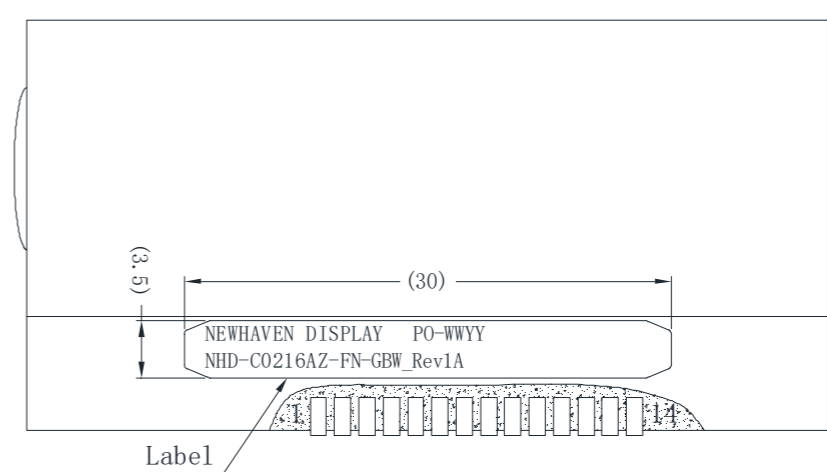 (3.5)
(30)
NEWHAVEN DISPLAY PO-WWYY
NHD-C0216AZ-FN-GBW_Rev1A
1
14
Label